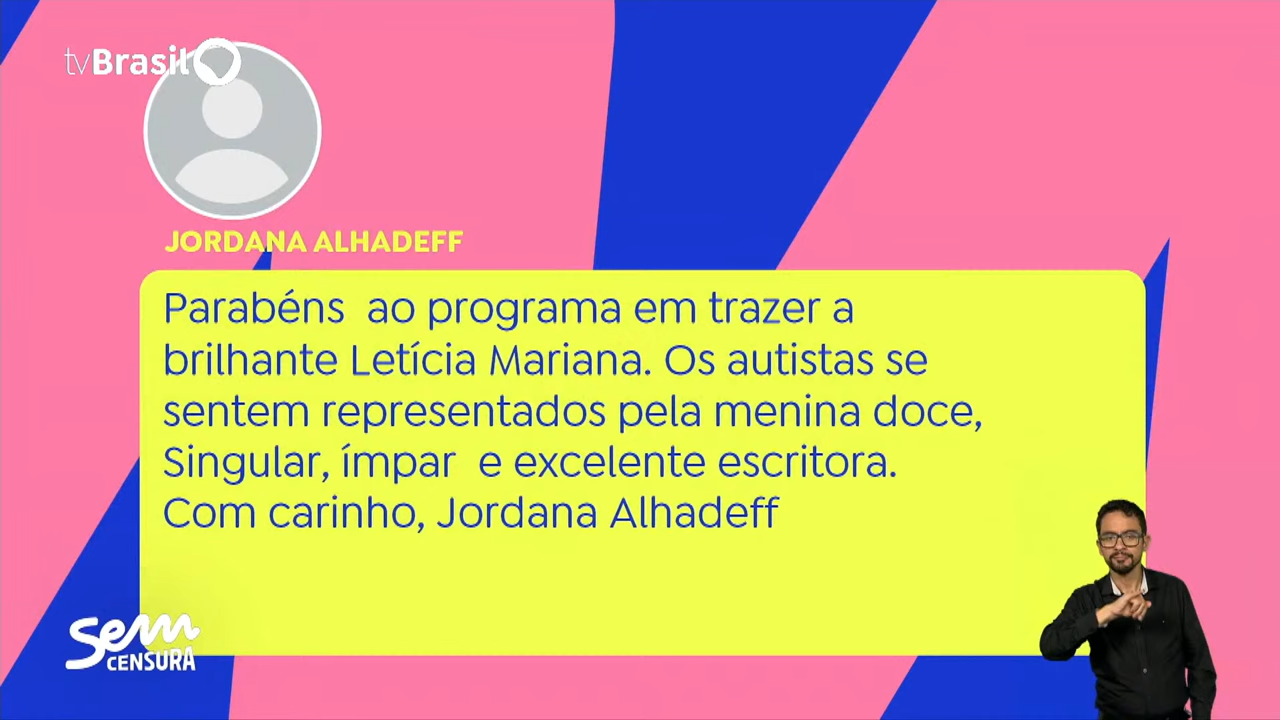 tvBrasil
JORDANA ALHADEFF
Parabéns  ao programa em trazer a
brilhante Letícia Mariana. Os autistas se
sentem representados pela menina doce,
Singular, ímpar  e excelente escritora.
Com carinho, Jordana Alhadeff
Sem
CENSURA